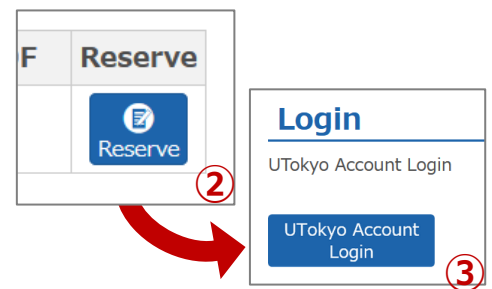 F Reserve
Reserve
②
Login
UTokyo Account Login
UTokyo Account
Login
③